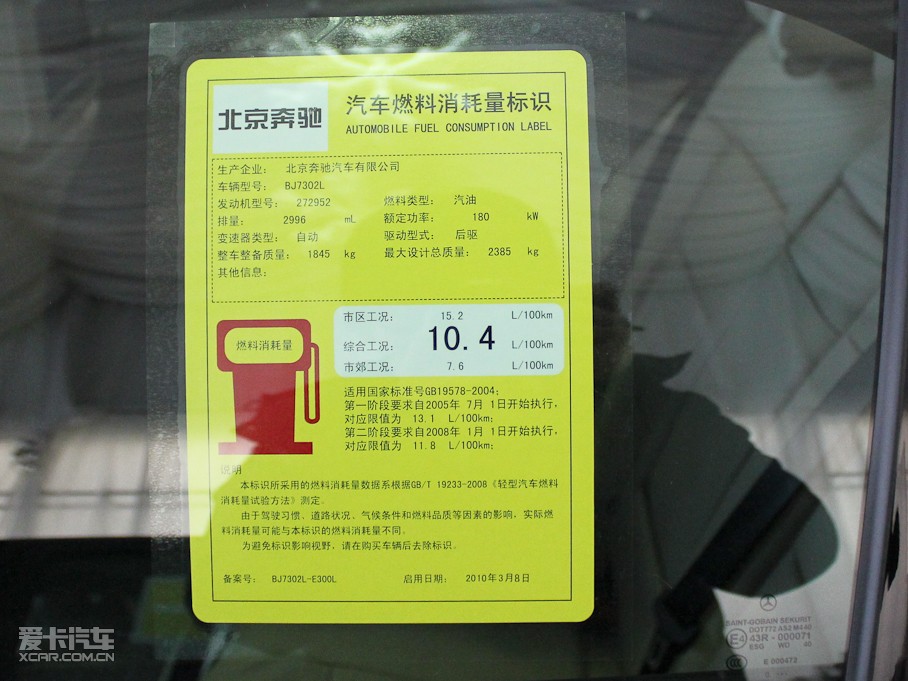 北京奔驰
汽车燃料消耗量标识
AUTOMOBILE FUEL CONSUMPTION LABEL
生产企业: 北京奔驰汽车有限公司
车辆型号: BJ7302L
发动机型号: 272952 燃料类型: 汽油
排量: 2996 mL 额定功率: 180 kW
变速器类型: 自动 驱动型式: 后驱
整车整备质量: 1845 kg 最大设计总质量: 2385 kg
其他信息:
燃料消耗量
市区工况: 15.2 L/100km
综合工况: 10.4 L/100km
市郊工况: 7.6 L/100km
适用国家标准号GB19578-2004;
第一阶段要求自2005年 7月 1日开始执行,
对应限值为 13.1 L/100km;
第二阶段要求自2008年 1月 1日开始执行,
对应限值为 11.8 L/100km;
说明
本标识所采用的燃料消耗量数据系根据GB/T 19233-2008《轻型汽车燃料
消耗量试验方法》测定。
由于驾驶习惯、道路状况、气候条件和燃料品质等因素的影响, 实际燃
料消耗量可能与本标识的燃料消耗量不同。
为避免标识影响视野, 请在购买车辆后去除标识.
备案号: BJ7302L-E300L 启用日期: 2010年3月8日
SAINT-GOBAIN SEKURIT
DOT772 AS2 M440
E4 43R - 000071
ESG WD 40
CCC E 000472
爱卡汽车
XCAR.COM.CN